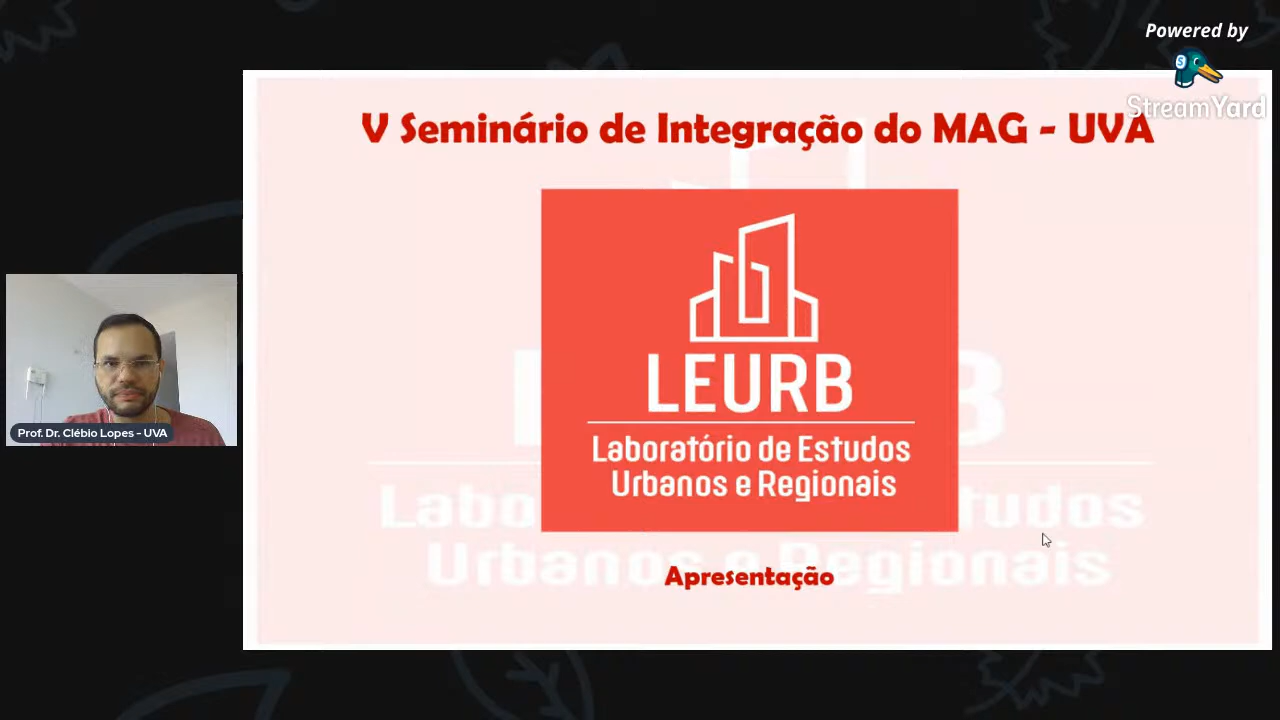 Powered by
StreamYard
V Seminário de Integração do MAG - UVA
LEURB
Laboratório de Estudos
Urbanos e Regionais
Apresentação
Prof. Dr. Clébio Lopes - UVA